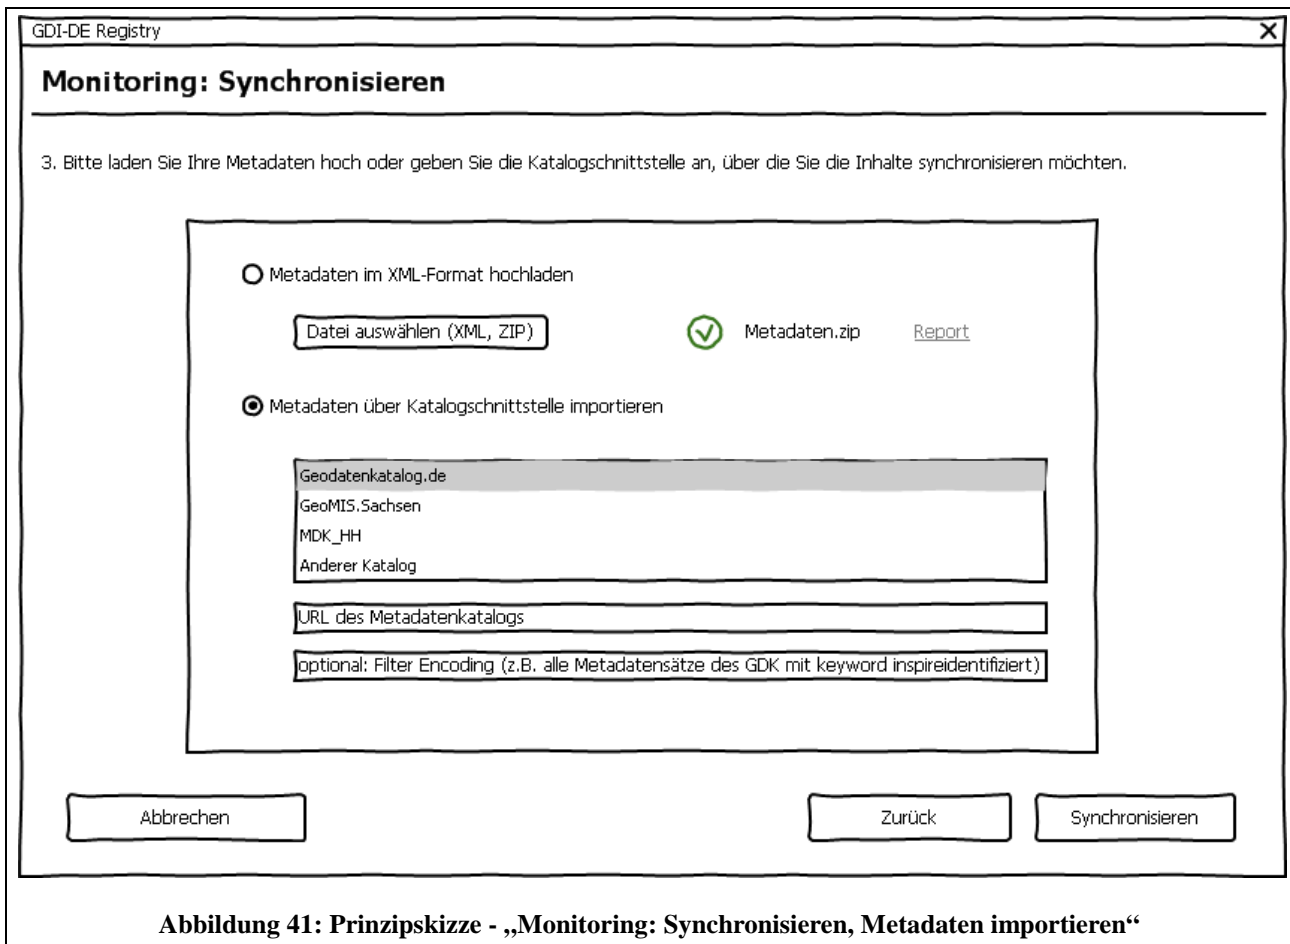 GDI-DE Registry
Monitoring: Synchronisieren
3. Bitte laden Sie Ihre Metadaten hoch oder geben Sie die Katalogschnittstelle an, über die Sie die Inhalte synchronisieren möchten.
Metadaten im XML-Format hochladen
Datei auswählen (XML, ZIP) Metadaten.zip Report
Metadaten über Katalogschnittstelle importieren
Geodatenkatalog.de
GeoMIS.Sachsen
MDK_HH
Anderer Katalog
URL des Metadatenkatalogs
optional: Filter Encoding (z.B. alle Metadatensätze des GDK mit keyword inspireidentifiziert)
Abbrechen Zurück Synchronisieren
Abbildung 41: Prinzipskizze - „Monitoring: Synchronisieren, Metadaten importieren“